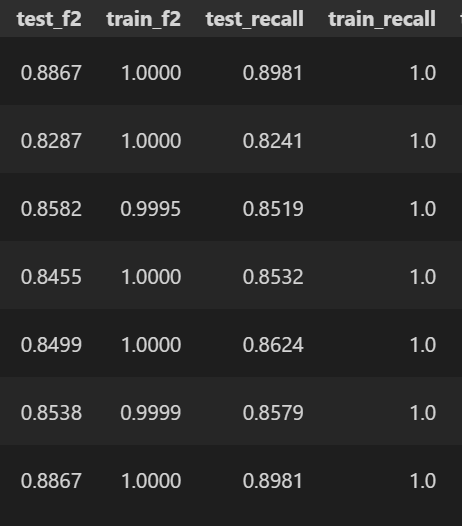 test_f2 train_f2 test_recall train_recall
0.8867 1.0000 0.8981 1.0
0.8287 1.0000 0.8241 1.0
0.8582 0.9995 0.8519 1.0
0.8455 1.0000 0.8532 1.0
0.8499 1.0000 0.8624 1.0
0.8538 0.9999 0.8579 1.0
0.8867 1.0000 0.8981 1.0